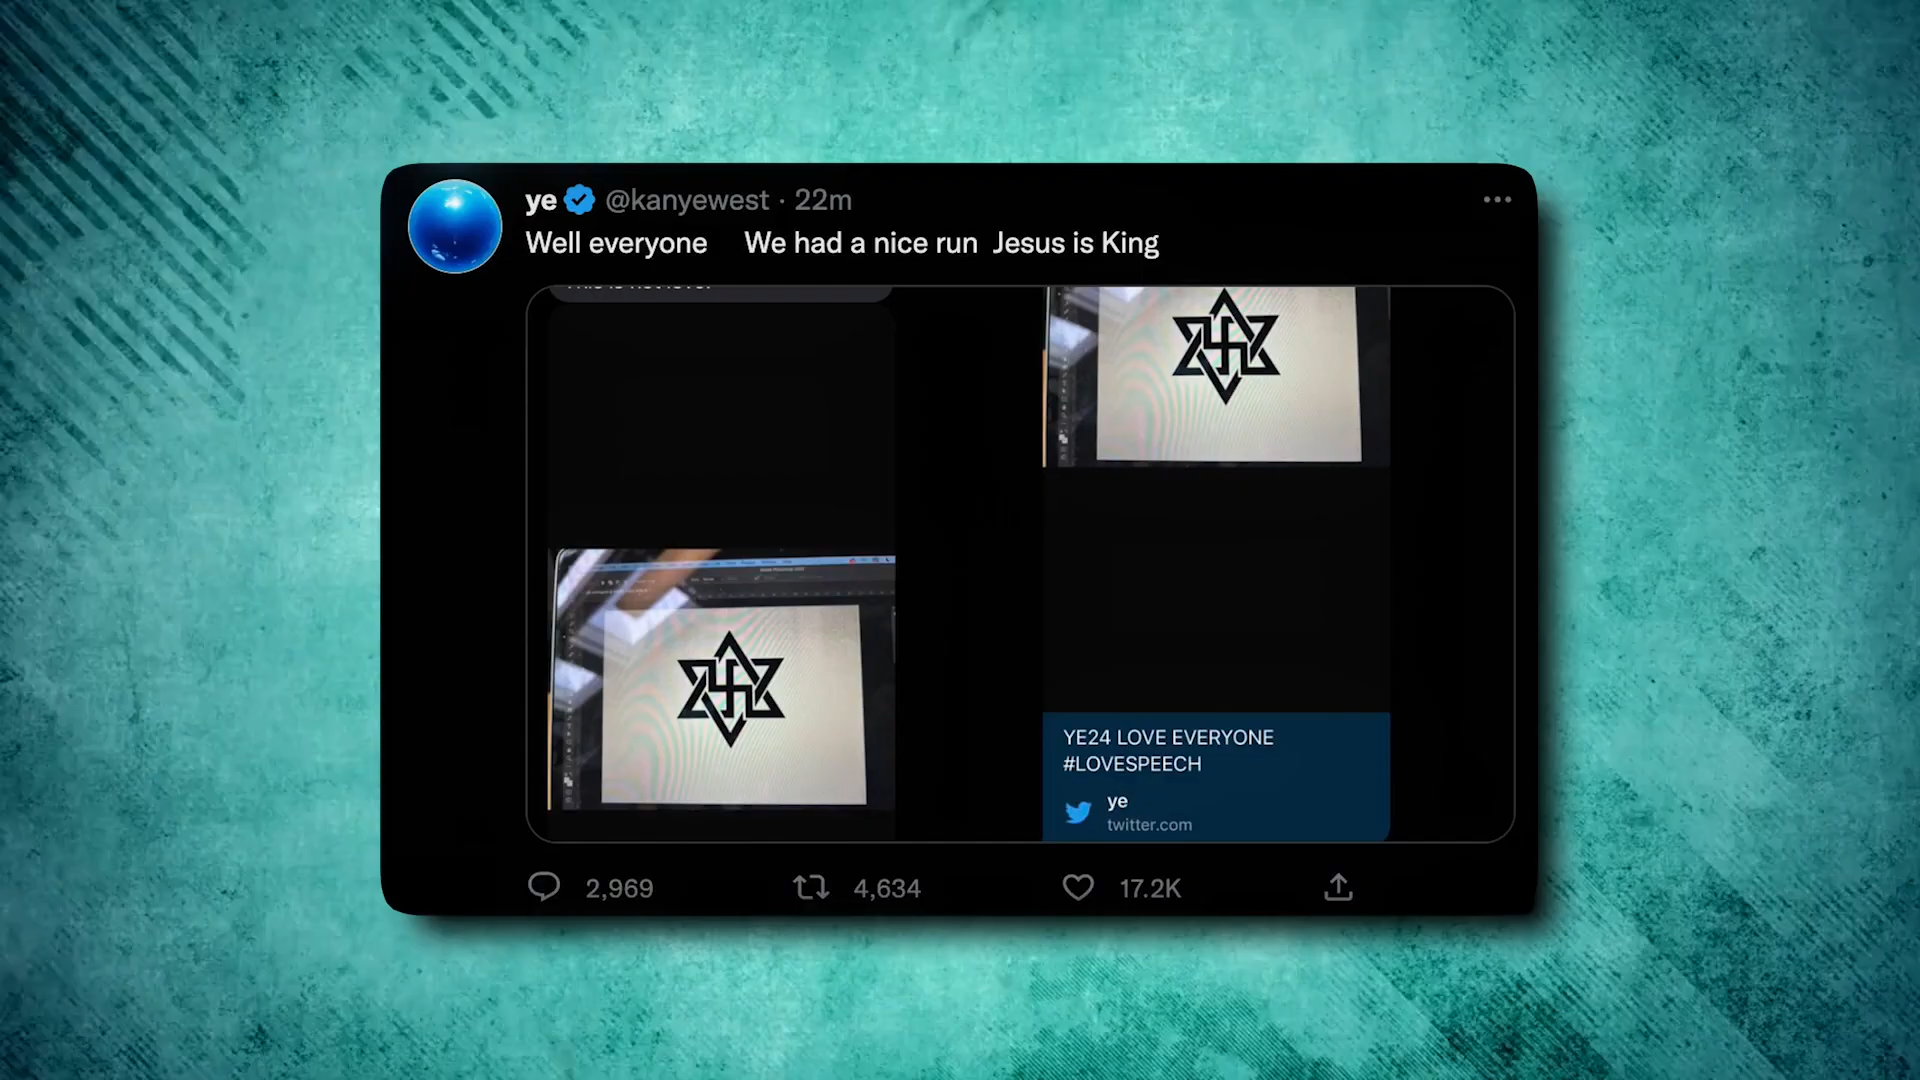 ye @kanyewest · 22m
Well everyone We had a nice run Jesus is King
YE24 LOVE EVERYONE
#LOVESPEECH
ye
twitter.com
2,969 4,634 17.2K